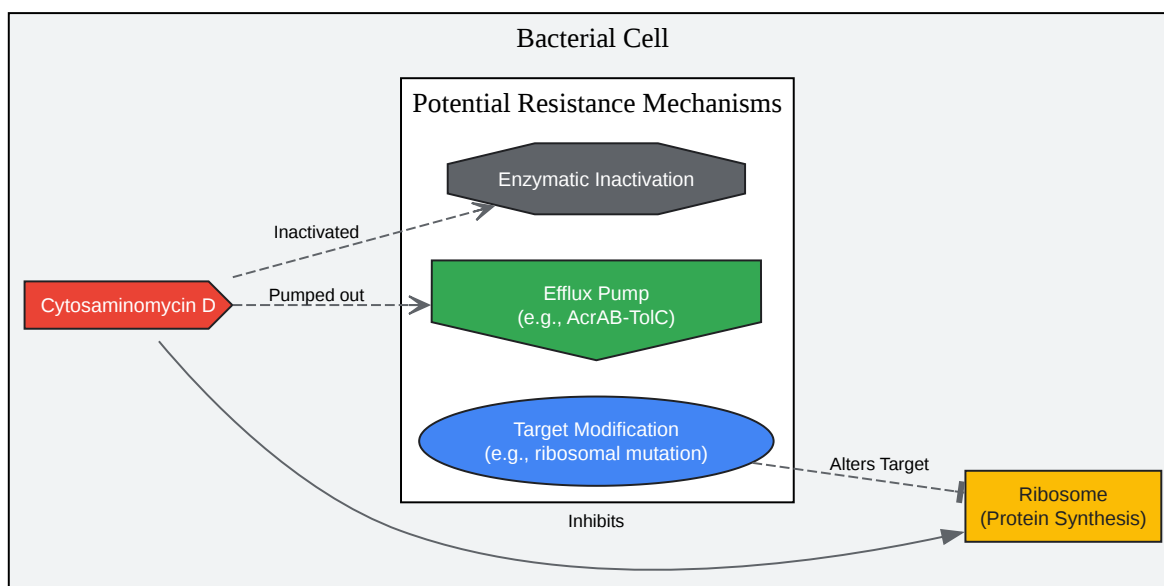 Bacterial Cell
Potential Resistance Mechanisms
Enzymatic Inactivation
Inactivated
Cytosaminomycin D
Pumped out
Efflux Pump
(e.g., AcrAB-TolC)
Target Modification
(e.g., ribosomal mutation)
Alters Target
Ribosome
(Protein Synthesis)
Inhibits